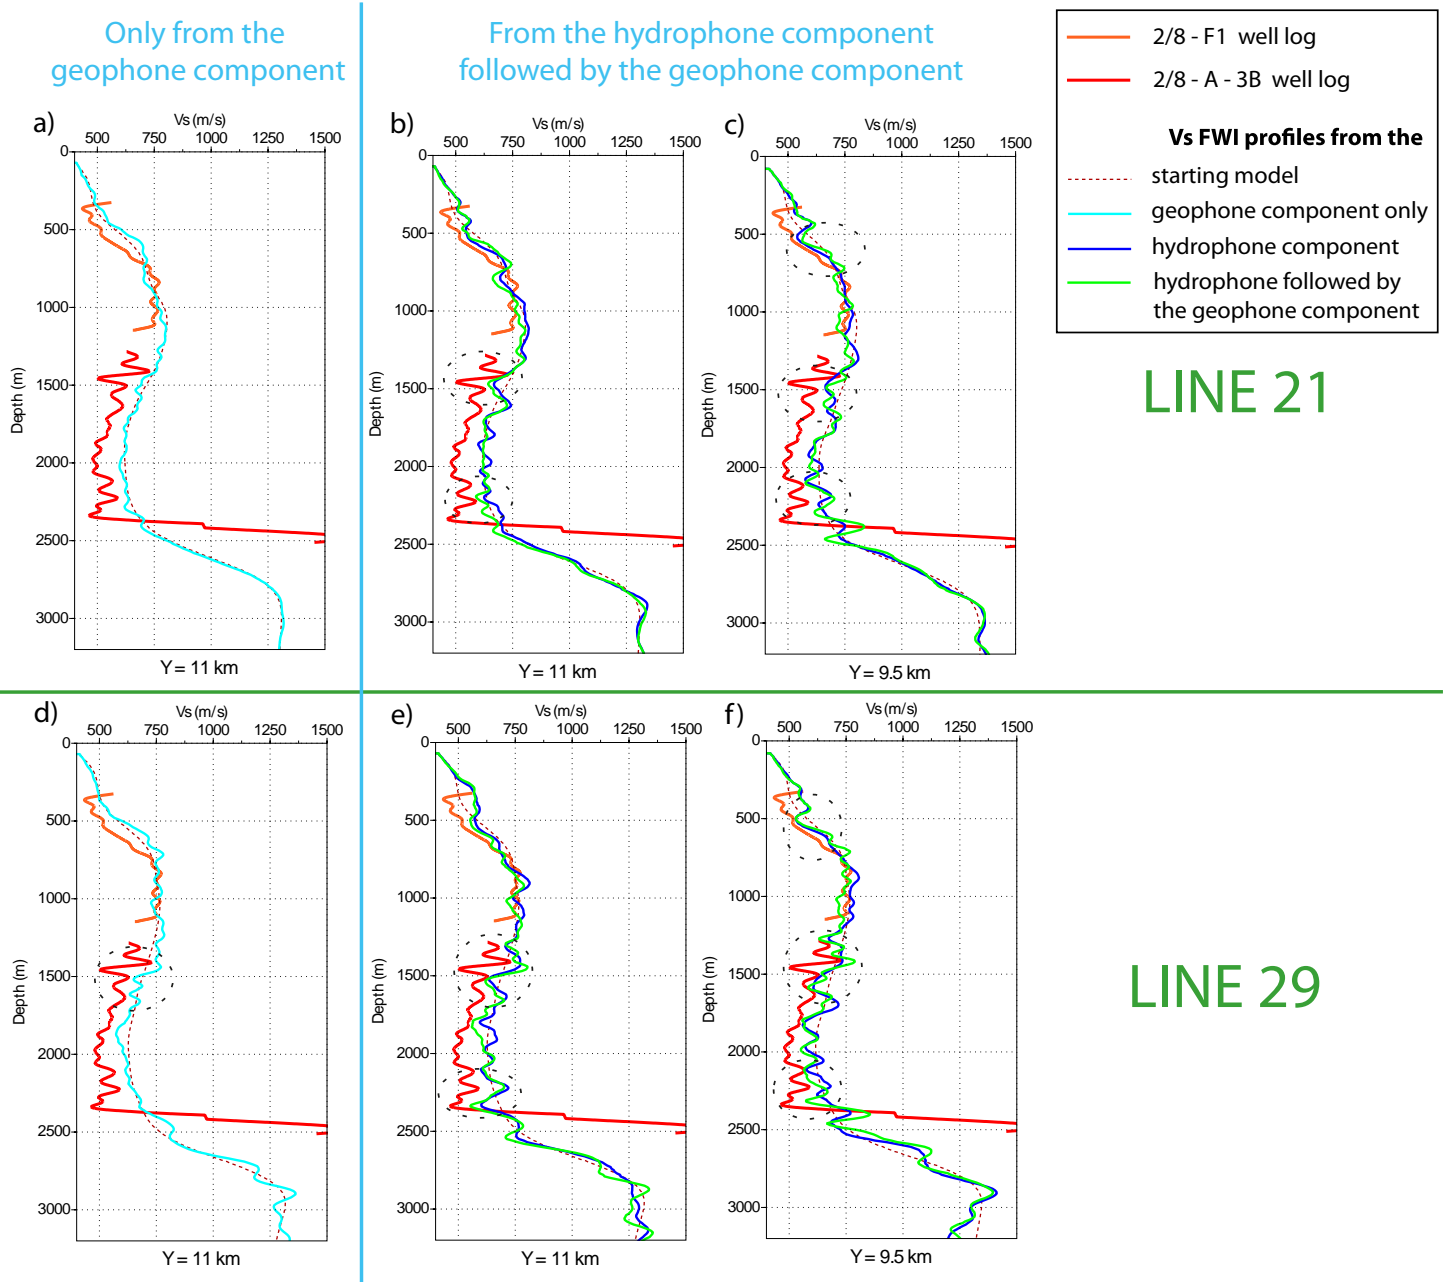 Only from the
geophone component
From the hydrophone component
followed by the geophone component
2/8 - F1 well log
2/8 - A - 3B well log
Vs FWI profiles from the
starting model
geophone component only
hydrophone component
hydrophone followed by
the geophone component
a)
Vs (m/s)
500 750 1000 1250 1500
0
500
1000
1500
2000
2500
3000
Depth (m)
Y = 11 km
b)
Vs (m/s)
500 750 1000 1250 1500
0
500
1000
1500
2000
2500
3000
Depth (m)
Y = 11 km
c)
Vs (m/s)
500 750 1000 1250 1500
0
500
1000
1500
2000
2500
3000
Depth (m)
Y = 9.5 km
LINE 21
d)
Vs (m/s)
500 750 1000 1250 1500
0
500
1000
1500
2000
2500
3000
Depth (m)
Y = 11 km
e)
Vs (m/s)
500 750 1000 1250 1500
0
500
1000
1500
2000
2500
3000
Depth (m)
Y = 11 km
f)
Vs (m/s)
500 750 1000 1250 1500
0
500
1000
1500
2000
2500
3000
Depth (m)
Y = 9.5 km
LINE 29